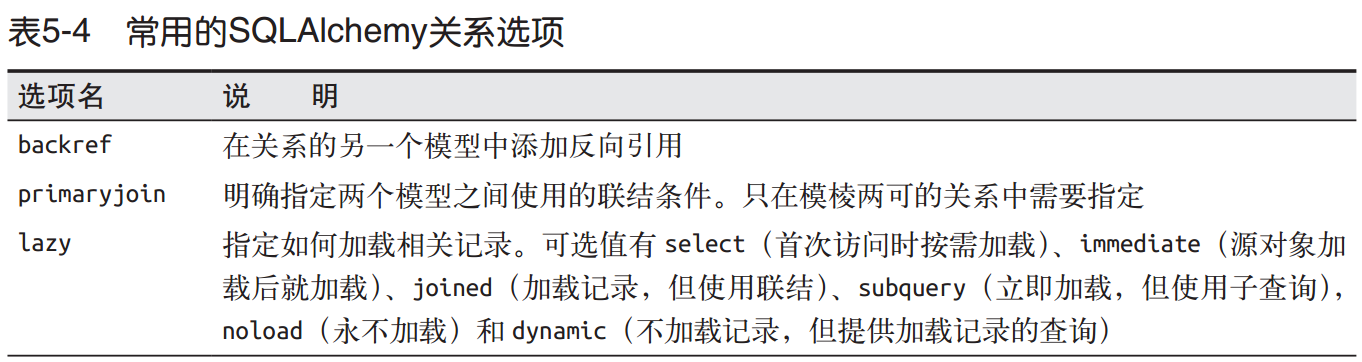 表5-4 常用的SQLAlchemy关系选项
选项名 说 明
backref 在关系的另一个模型中添加反向引用
primaryjoin 明确指定两个模型之间使用的联结条件。只在模棱两可的关系中需要指定
lazy 指定如何加载相关记录。可选值有 select（首次访问时按需加载）、immediate（源对象加
载后就加载）、joined（加载记录，但使用联结）、subquery（立即加载，但使用子查询），
noload（永不加载）和 dynamic（不加载记录，但提供加载记录的查询）